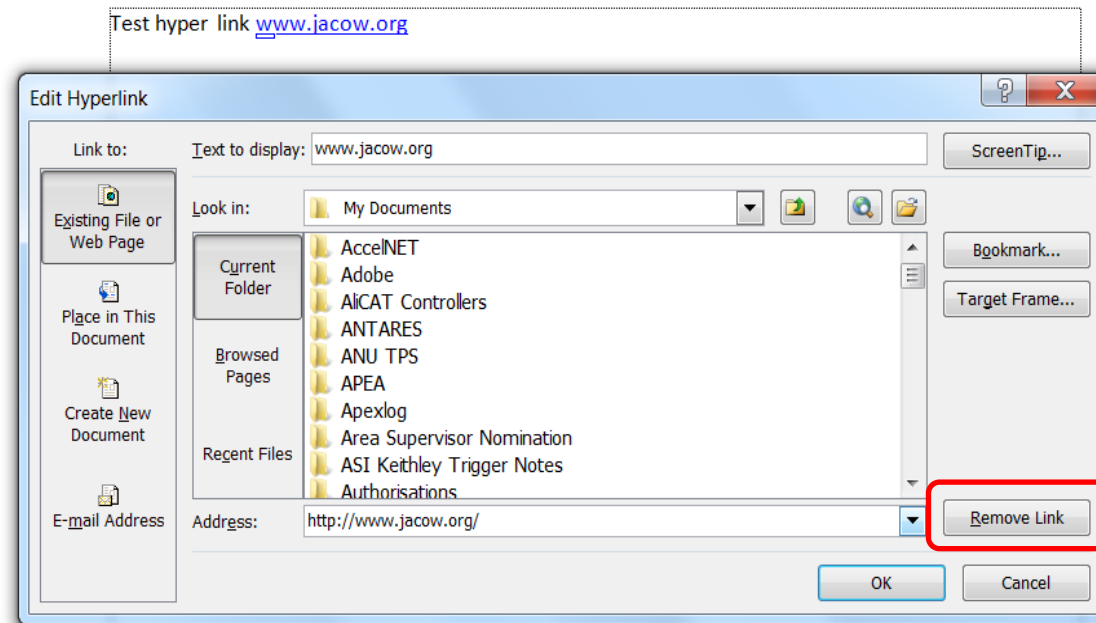 Test hyper link www.jacow.org
Edit Hyperlink
Link to:
Text to display: www.jacow.org
ScreenTip...
Existing File or
Web Page
Look in: My Documents
Current
Folder
AccelNET
Adobe
AliCAT Controllers
ANTARES
ANU TPS
APEA
Apexlog
Area Supervisor Nomination
ASI Keithley Trigger Notes
Authorisations
Bookmark...
Target Frame...
Place in This
Document
Browsed
Pages
Create New
Document
Recent Files
E-mail Address
Address: http://www.jacow.org/
Remove Link
OK
Cancel